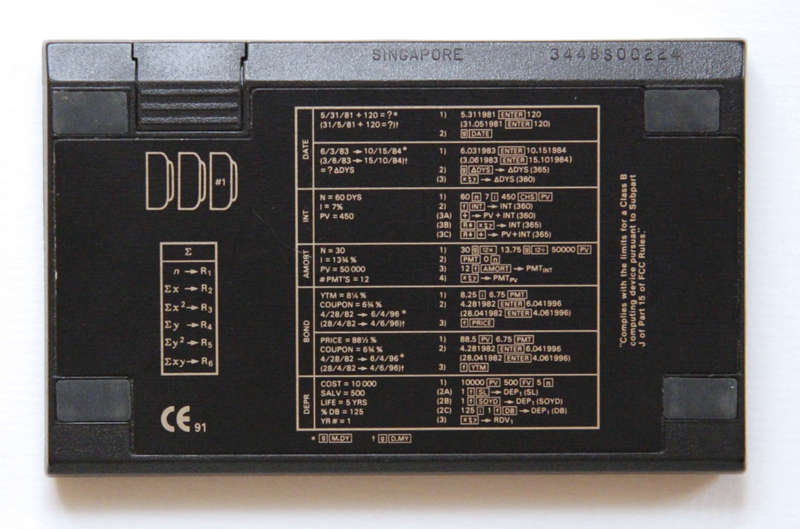 SINGAPORE 3448S00224
DDD #1
Σ
n → R1
Σx → R2
Σx² → R3
Σy → R4
Σy² → R5
Σxy → R6
CE 91
DATE
5/31/81 + 120 = ?* 1) 5.311981 ENTER 120
(31/5/81 + 120 = ?)† (31.051981 ENTER 120)
2) g DATE
6/3/83 → 10/15/84* 1) 6.031983 ENTER 10.151984
(3/6/83 → 15/10/84)† (3.061983 ENTER 15.101984)
= ? ΔDYS 2) g ΔDYS → ΔDYS (365)
(3) x≷y → ΔDYS (360)
INT
N = 60 DYS 1) 60 n 7 i 450 CHS PV
I = 7% 2) f INT → INT (360)
PV = 450 (3A) + → PV + INT (360)
(3B) R↓ x≷y → INT (365)
(3C) R↓ + → PV+INT (365)
AMORT
N = 30 1) 30 g 12× 13.75 g 12÷ 50000 PV
I = 13¾ % 2) PMT 0 n
PV = 50 000 3) 12 f AMORT → PMT INT
# PMT'S = 12 4) x≷y → PMT PV
BOND
YTM = 8¼ % 1) 8.25 i 6.75 PMT
COUPON = 6¾ % 2) 4.281982 ENTER 6.041996
4/28/82 → 6/4/96 * (28.041982 ENTER 4.061996)
(28/4/82 → 4/6/96)† 3) f PRICE
PRICE = 88½ % 1) 88.5 PV 6.75 PMT
COUPON = 6¾ % 2) 4.281982 ENTER 6.041996
4/28/82 → 6/4/96 * (28.041982 ENTER 4.061996)
(28/4/82 → 4/6/96)† 3) f YTM
DEPR
COST = 10 000 1) 10000 PV 500 FV 5 n
SALV = 500 (2A) 1 f SL → DEP1 (SL)
LIFE = 5 YRS (2B) 1 f SOYD → DEP1 (SOYD)
% DB = 125 (2C) 125 i 1 f DB → DEP1 (DB)
YR # = 1 (3) x≷y → RDV1
* g M.DY † g D.MY
"Complies with the limits for a Class B
computing device pursuant to Subpart
J of Part 15 of FCC Rules."